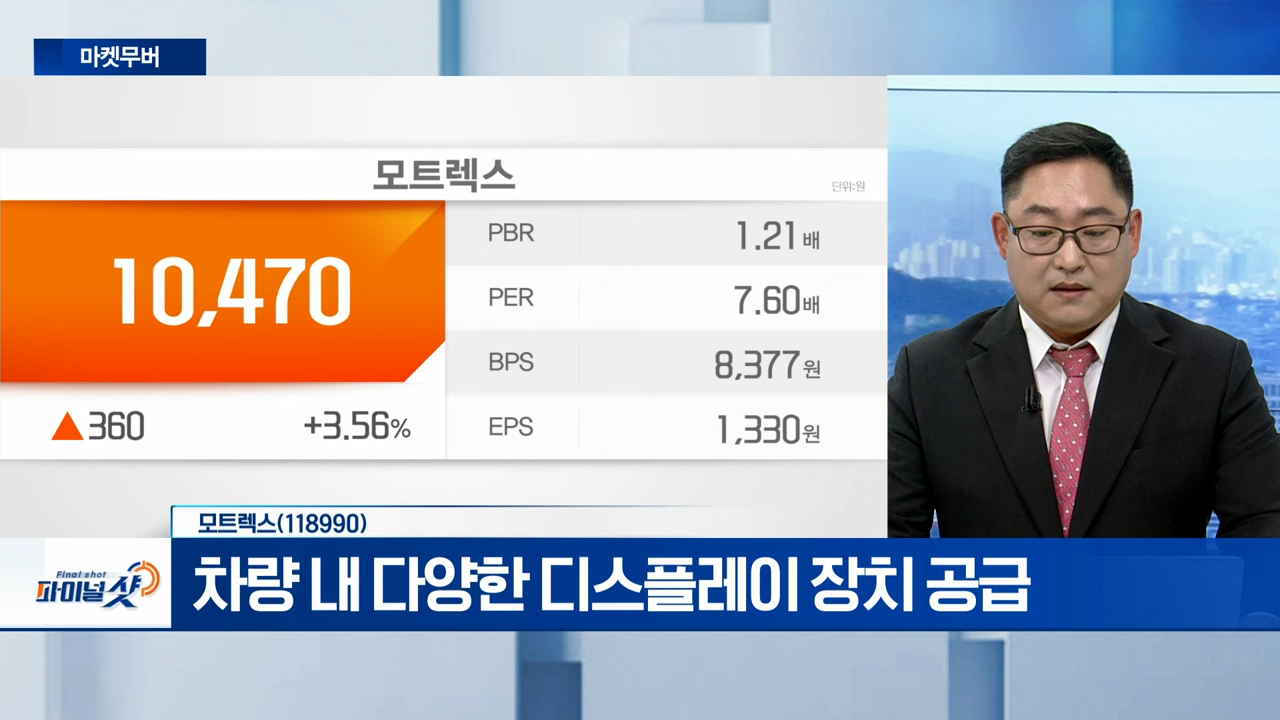 마켓무버
모트렉스
단위:원
10,470
▲360 +3.56%
PBR 1.21배
PER 7.60배
BPS 8,377원
EPS 1,330원
모트렉스(118990)
Final shot
파이널샷
차량 내 다양한 디스플레이 장치 공급